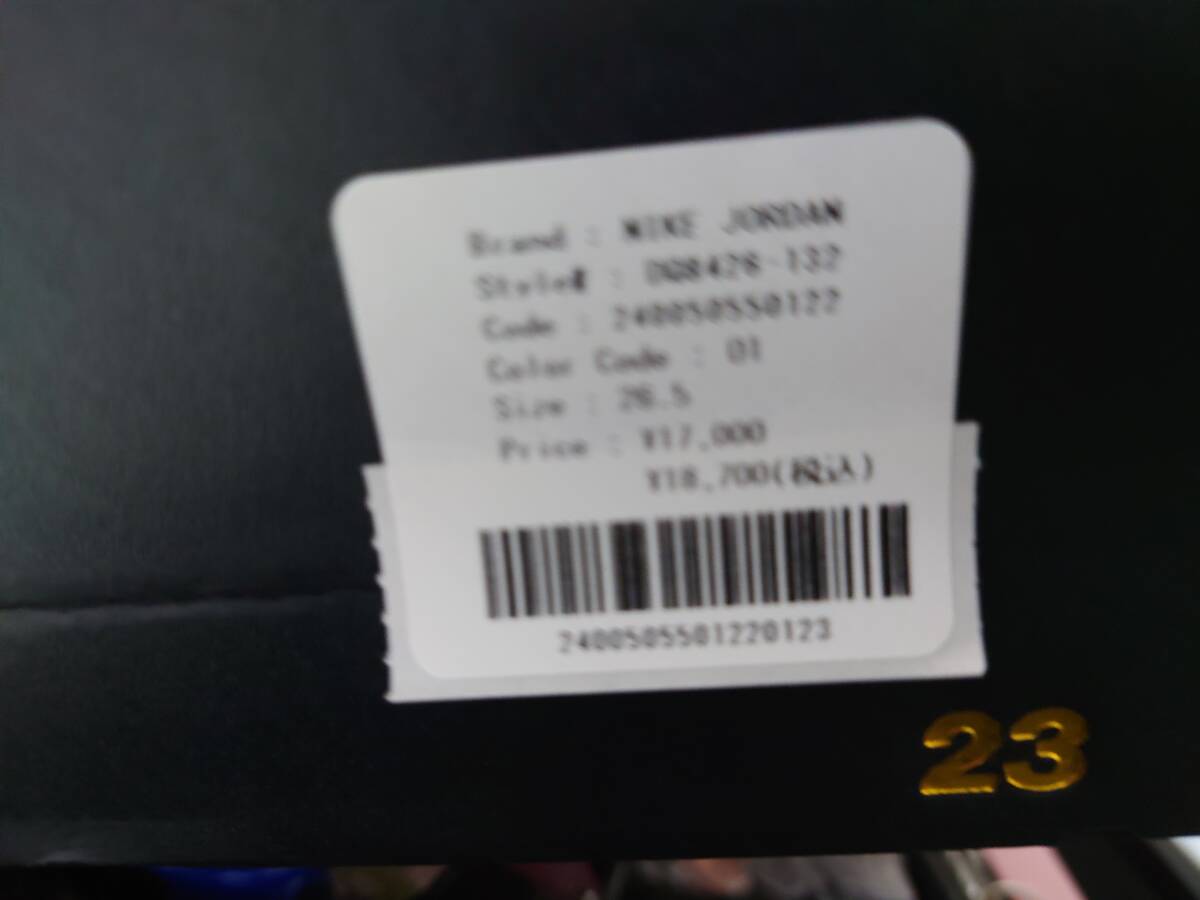 Brand : NIKE JORDAN
Style# : DQ8426-132
Code : 240050550122
Color Code : 01
Size : 26.5
Price : ¥17,000
¥18,700(税込)
2400505501220123
23